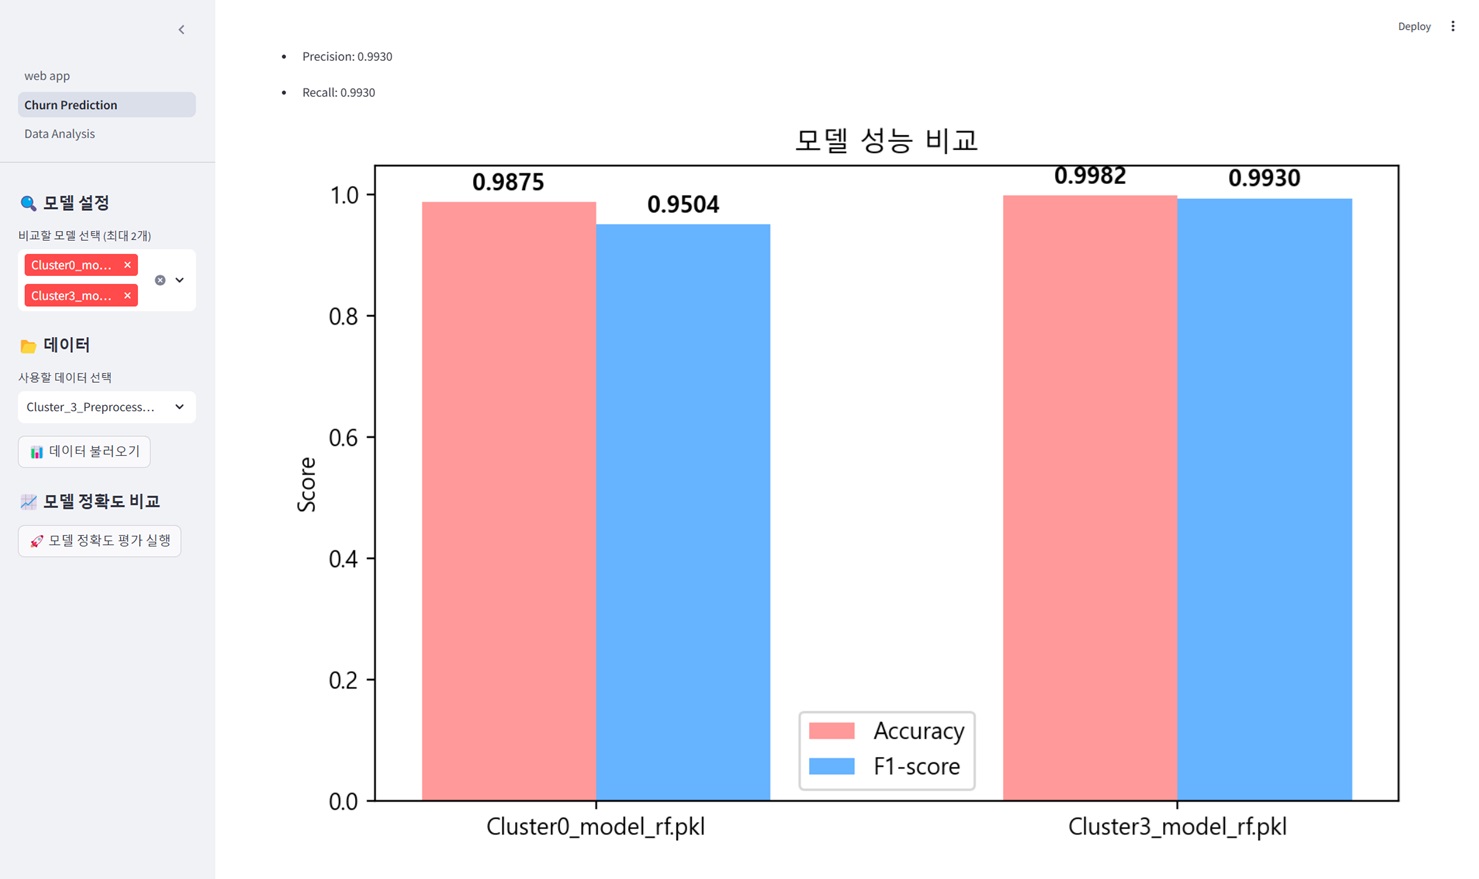 web app
Churn Prediction
Data Analysis
모델 설정
비교할 모델 선택 (최대 2개)
Cluster0_mo...
Cluster3_mo...
데이터
사용할 데이터 선택
Cluster_3_Preprocess...
데이터 불러오기
모델 정확도 비교
모델 정확도 평가 실행
Deploy
Precision: 0.9930
Recall: 0.9930
모델 성능 비교
0.9875
0.9504
0.9982
0.9930
1.0
0.8
0.6
0.4
0.2
0.0
Score
Accuracy
F1-score
Cluster0_model_rf.pkl
Cluster3_model_rf.pkl